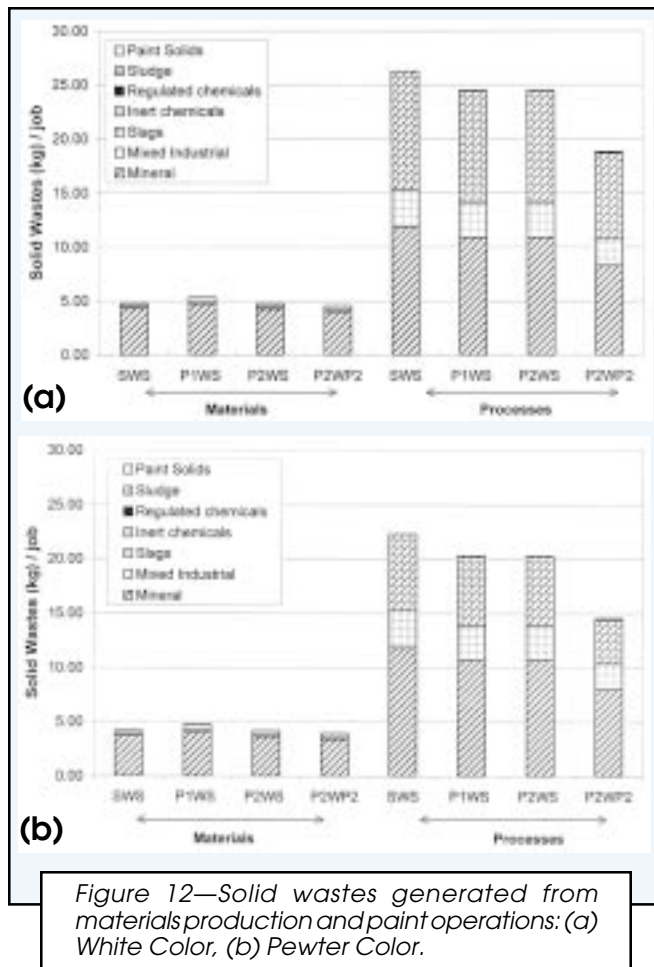 30.00
25.00
20.00
15.00
10.00
5.00
0.00
Solid Wastes (kg) / job
Paint Solids
Sludge
Regulated chemicals
Inert chemicals
Slags
Mixed Industrial
Mineral
SWS P1WS P2WS P2WP2 SWS P1WS P2WS P2WP2
Materials Processes
(a)
30.00
25.00
20.00
15.00
10.00
5.00
0.00
Solid Wastes (kg) / job
Paint Solids
Sludge
Regulated chemicals
Inert chemicals
Slags
Mixed Industrial
Mineral
SWS P1WS P2WS P2WP2 SWS P1WS P2WS P2WP2
Materials Processes
(b)
Figure 12—Solid wastes generated from
materials production and paint operations: (a)
White Color, (b) Pewter Color.